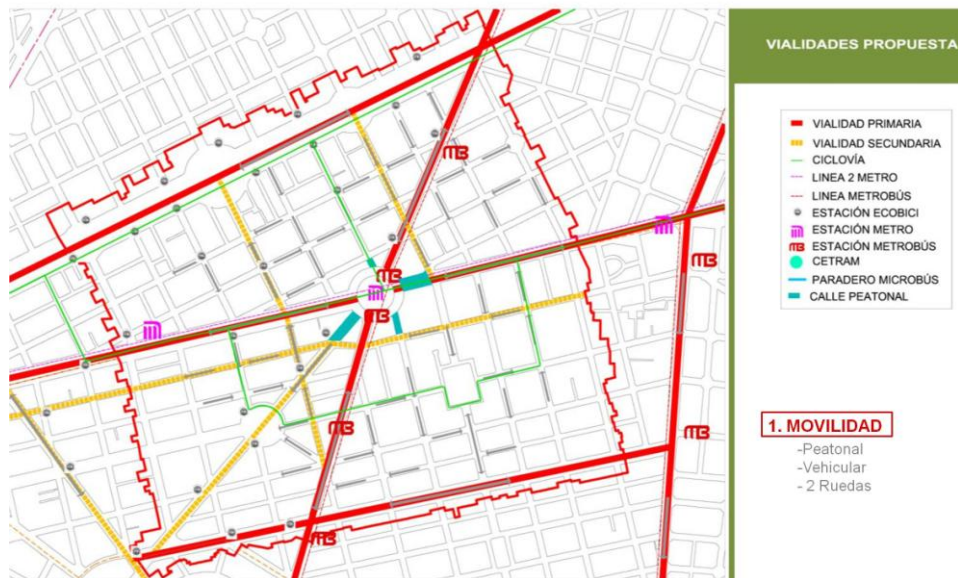 VIALIDADES PROPUESTA
VIALIDAD PRIMARIA
VIALIDAD SECUNDARIA
CICLOVÍA
LINEA 2 METRO
LINEA METROBÚS
ESTACIÓN ECOBICI
ESTACIÓN METRO
ESTACIÓN METROBÚS
CETRAM
PARADERO MICROBÚS
CALLE PEATONAL
1. MOVILIDAD
-Peatonal
-Vehicular
- 2 Ruedas